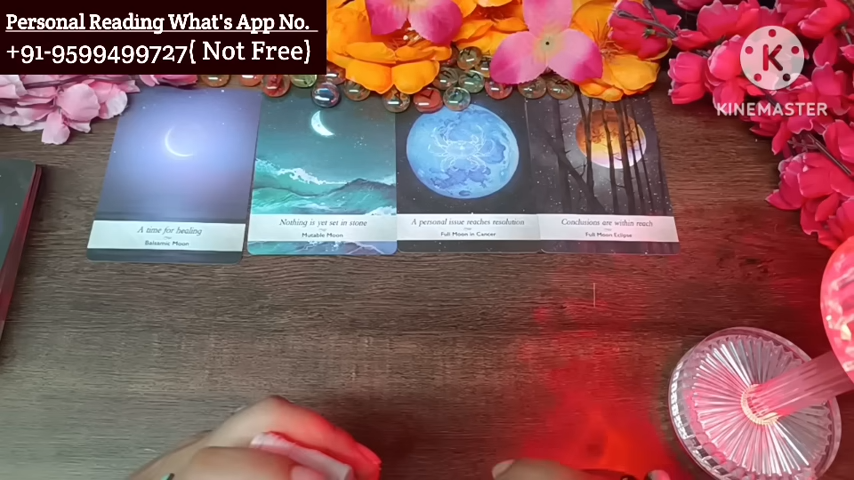 Personal Reading What's App No.
+91-9599499727{ Not Free}
KINEMASTER
A time for healing
Balsamic Moon
Nothing is yet set in stone
Mutable Moon
A personal issue reaches resolution
Full Moon in Cancer
Conclusions are within reach
Full Moon Eclipse